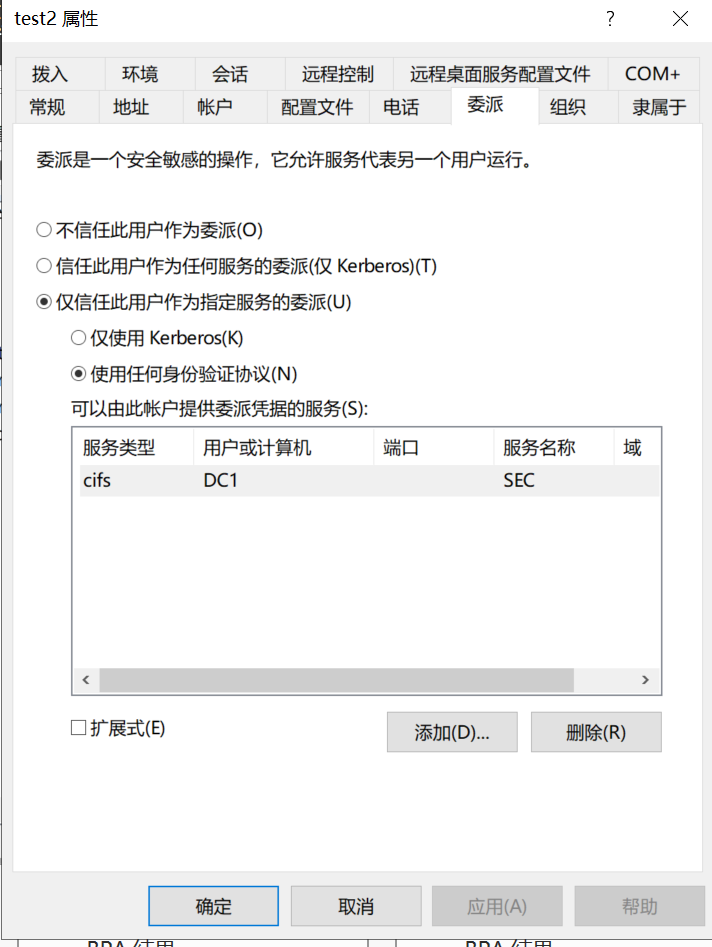 test2 属性
?
拨入 环境 会话 远程控制 远程桌面服务配置文件 COM+
常规 地址 帐户 配置文件 电话 委派 组织 隶属于
委派是一个安全敏感的操作，它允许服务代表另一个用户运行。
不信任此用户作为委派(O)
信任此用户作为任何服务的委派(仅 Kerberos)(T)
仅信任此用户作为指定服务的委派(U)
仅使用 Kerberos(K)
使用任何身份验证协议(N)
可以由此帐户提供委派凭据的服务(S):
服务类型 用户或计算机 端口 服务名称 域
cifs DC1 SEC
扩展式(E) 添加(D)... 删除(R)
确定 取消 应用(A) 帮助
BPA 结果 BPA 结果